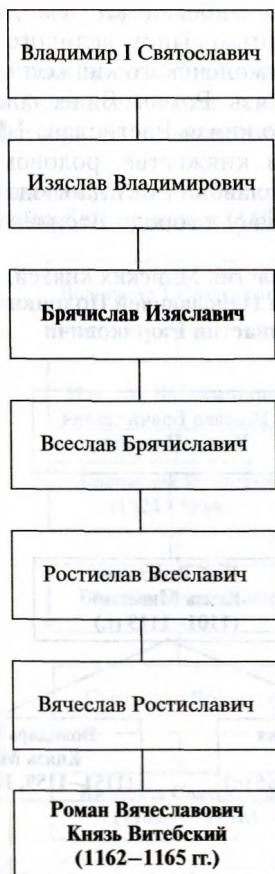 Владимир I Святославич
Изяслав Владимирович
Брячислав Изяславич
Всеслав Брячиславич
Ростислав Всеславич
Вячеслав Ростиславич
Роман Вячеславович
Князь Витебский
(1162–1165 гг.)